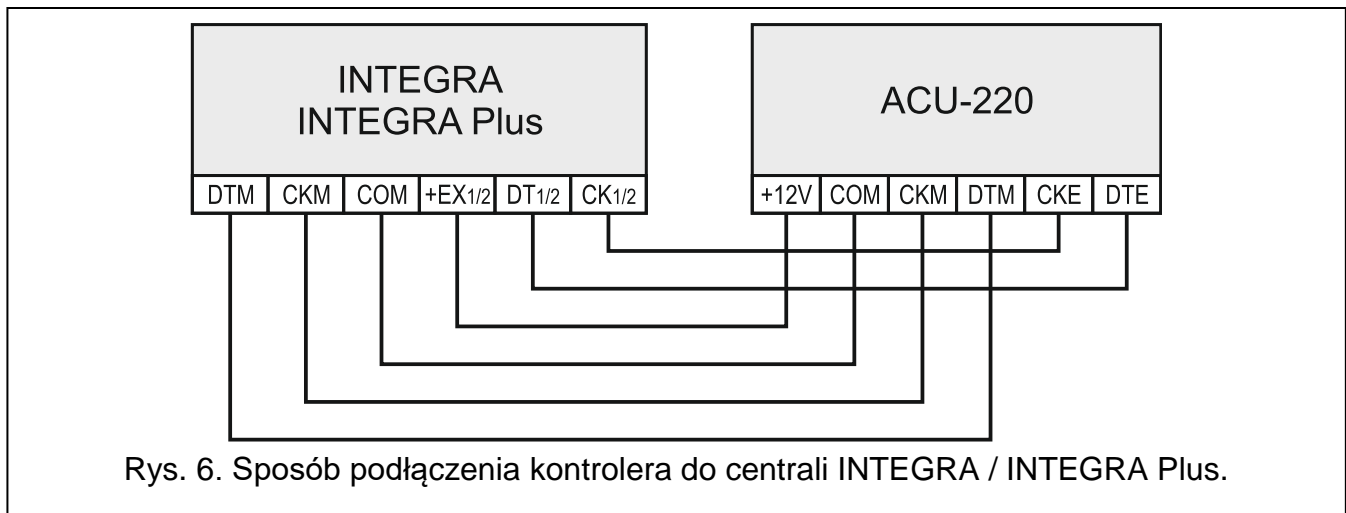 INTEGRA
INTEGRA Plus
ACU-220
DTM CKM COM +EX1/2 DT1/2 CK1/2
+12V COM CKM DTM CKE DTE
Rys. 6. Sposób podłączenia kontrolera do centrali INTEGRA / INTEGRA Plus.